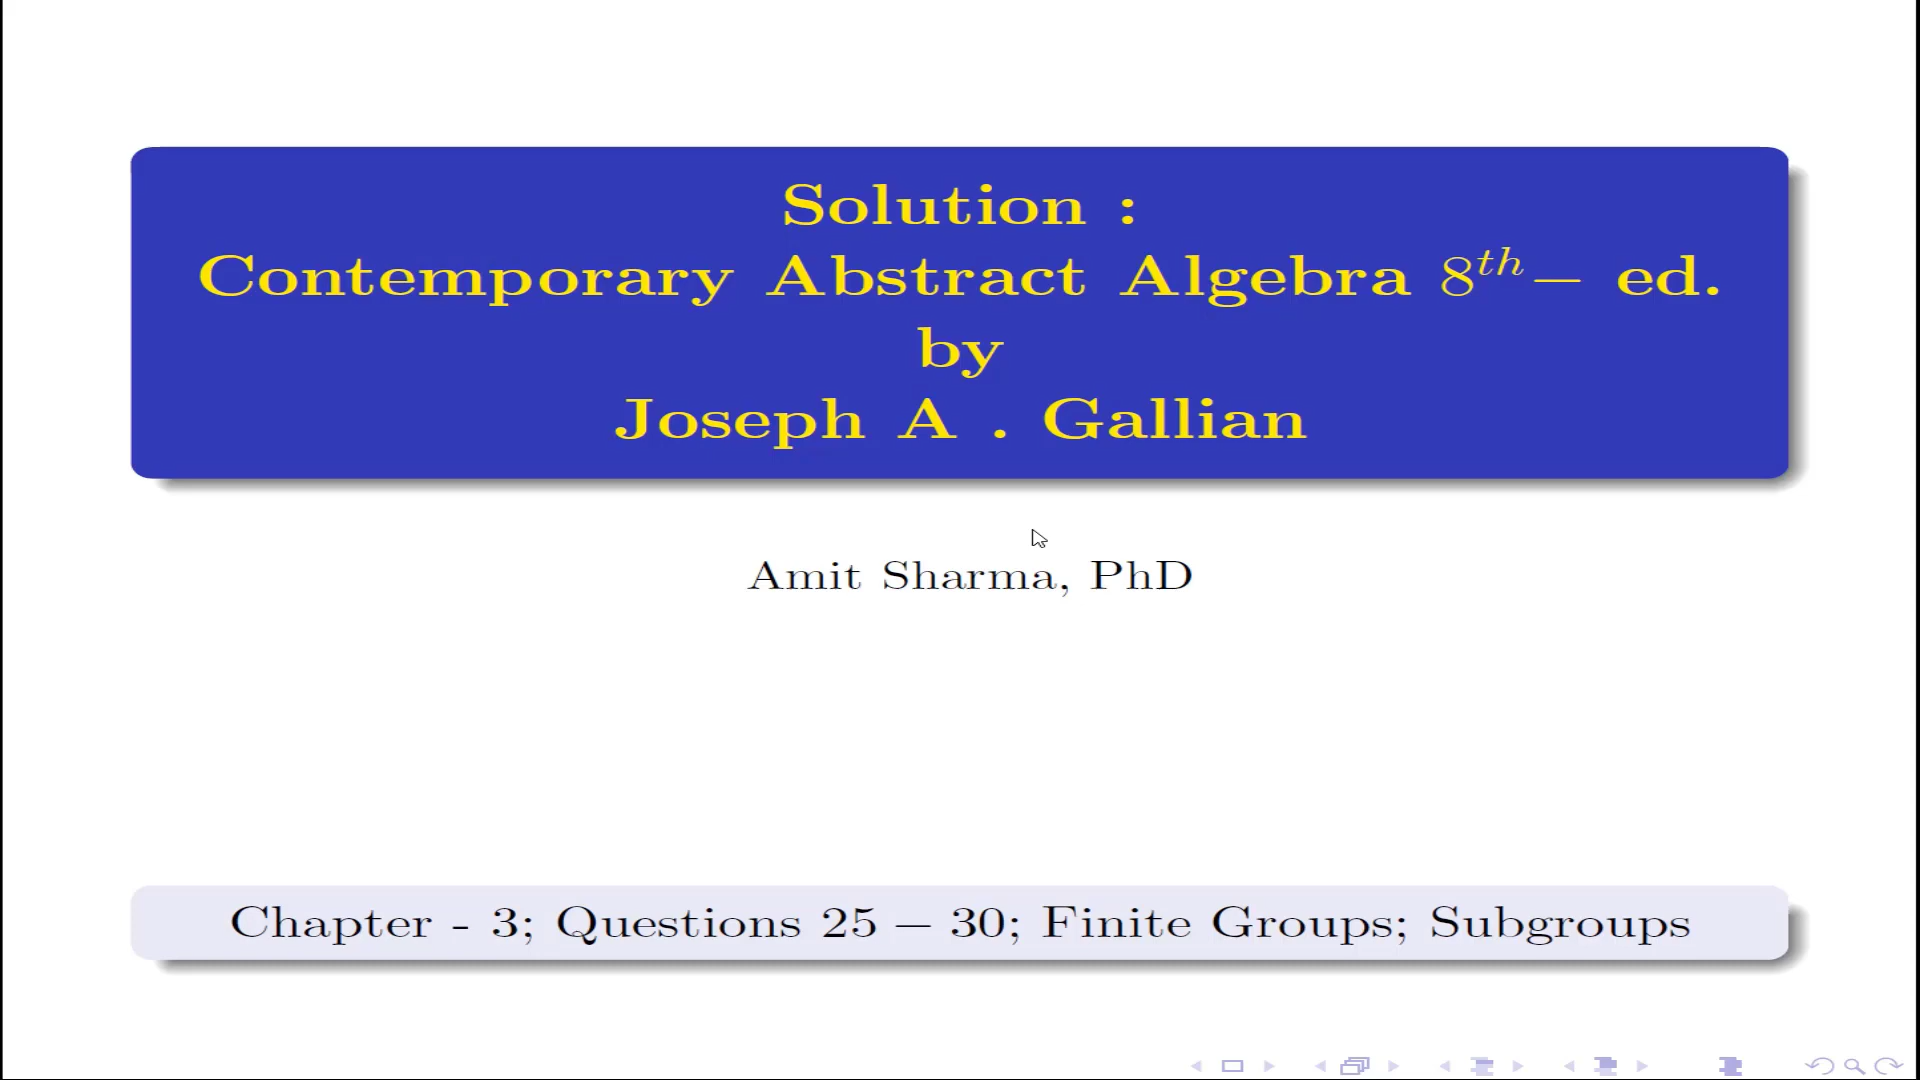 Solution :
Contemporary Abstract Algebra 8th− ed.
by
Joseph A . Gallian
Amit Sharma, PhD
Chapter - 3; Questions 25 − 30; Finite Groups; Subgroups